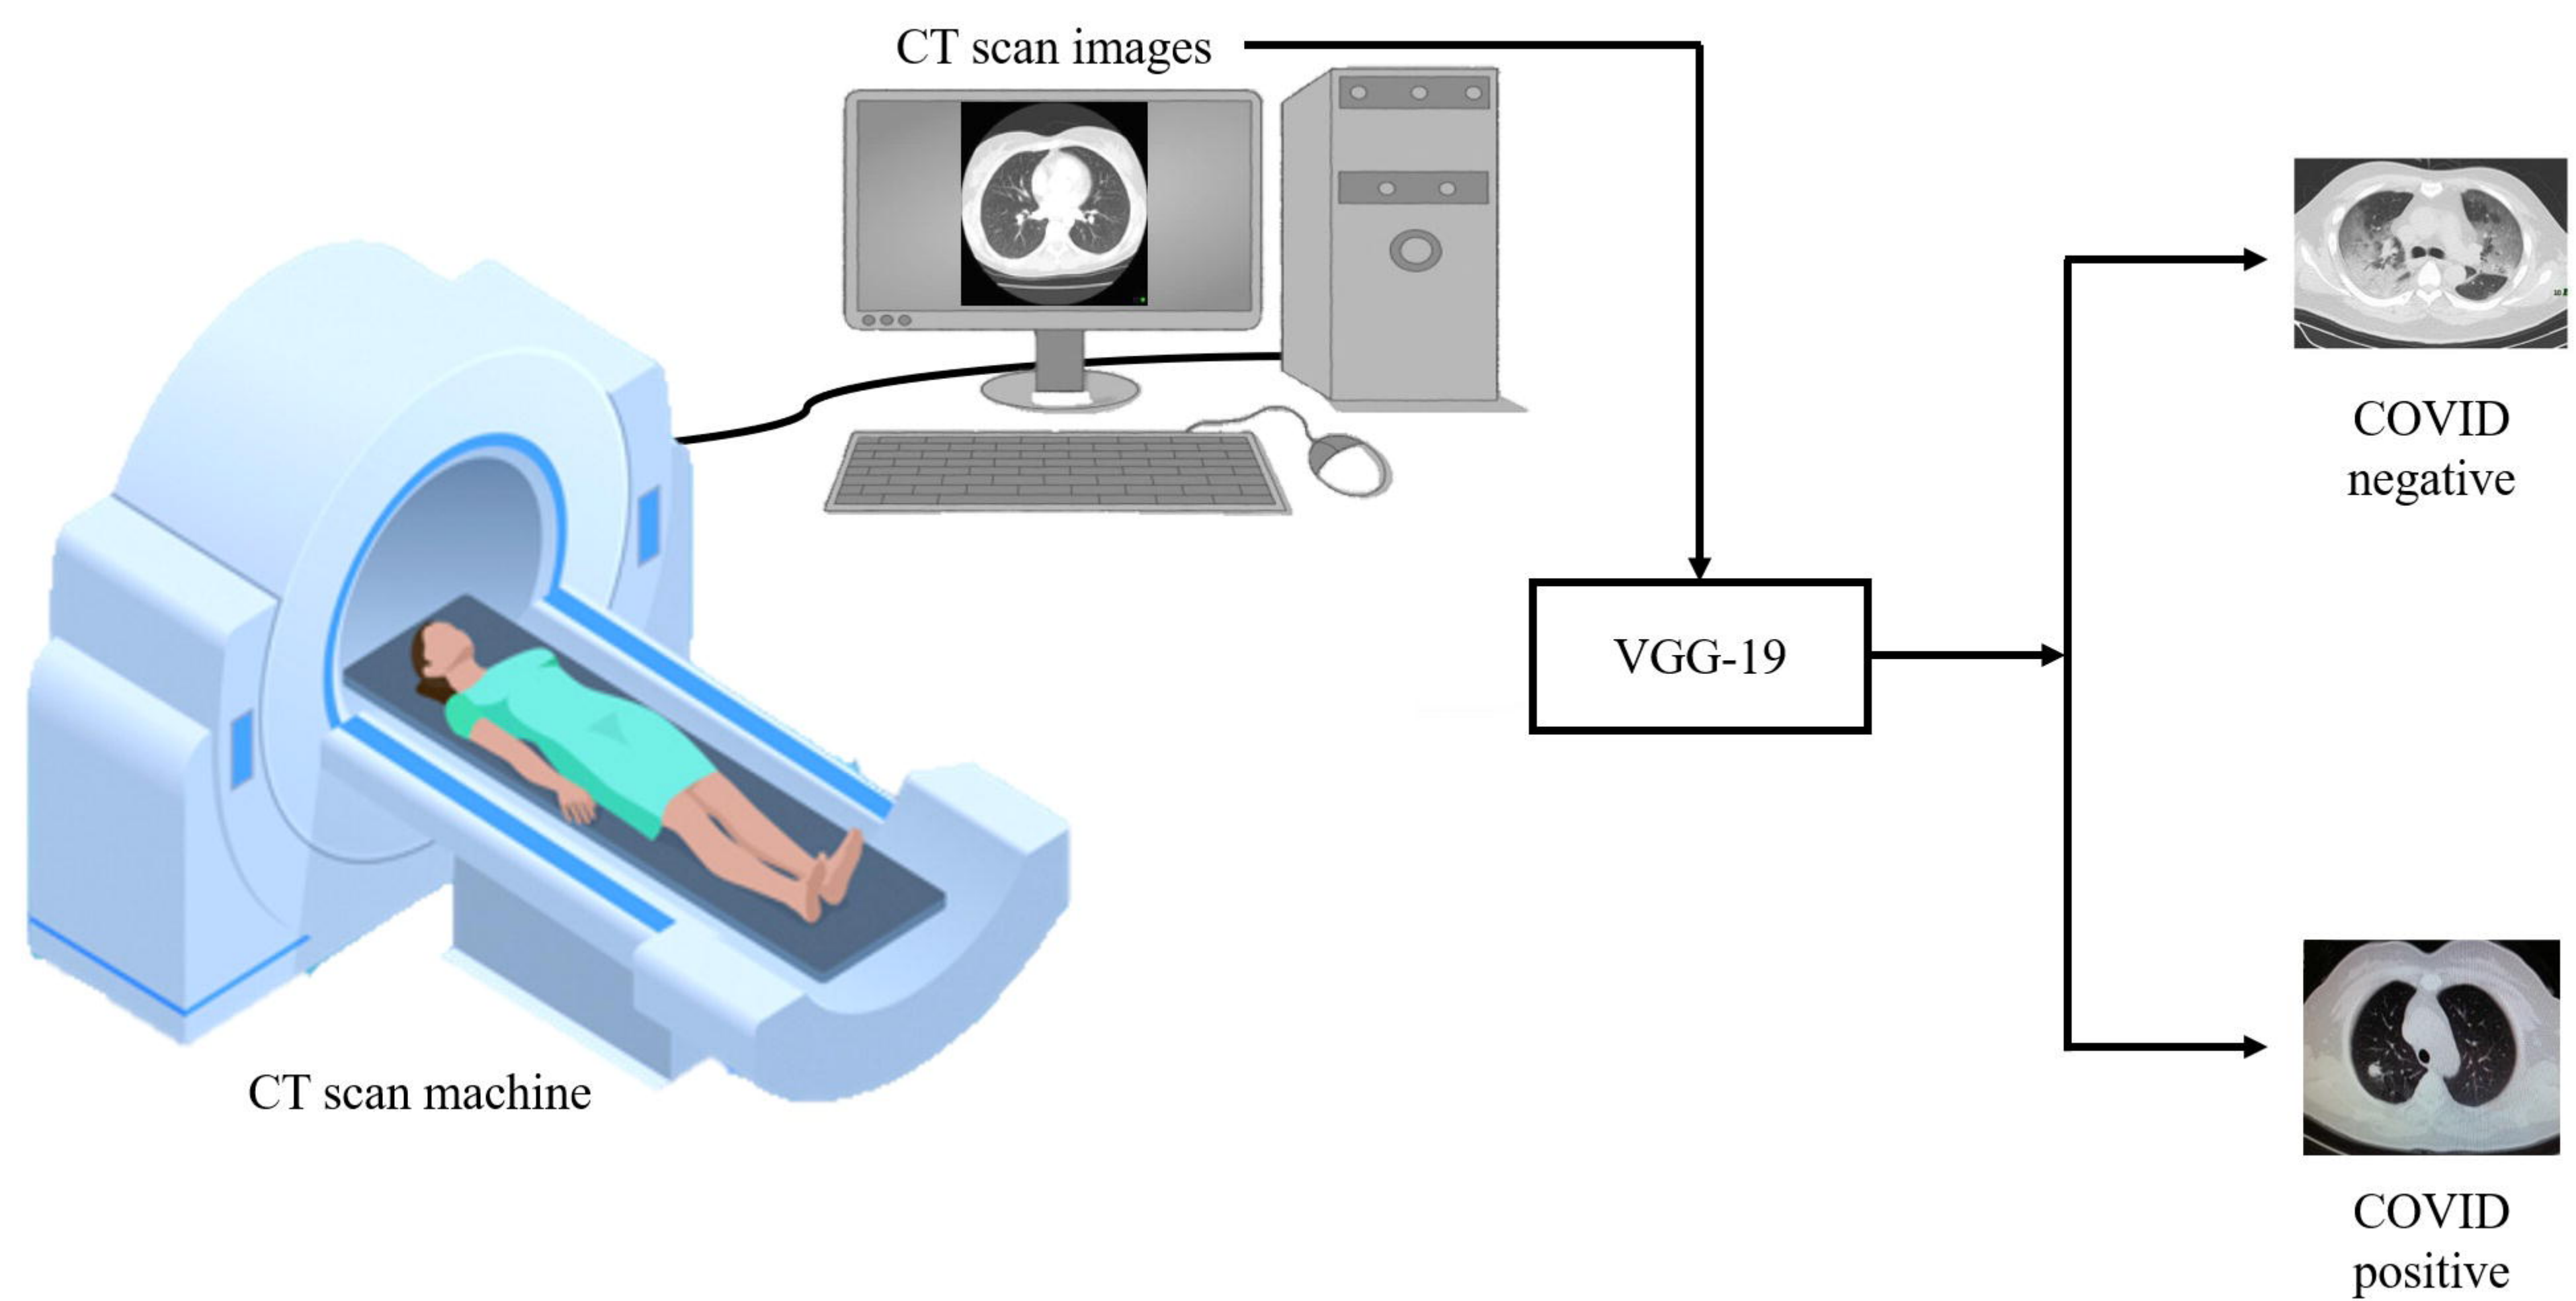 CT scan images
COVID
negative
VGG-19
CT scan machine
COVID
positive